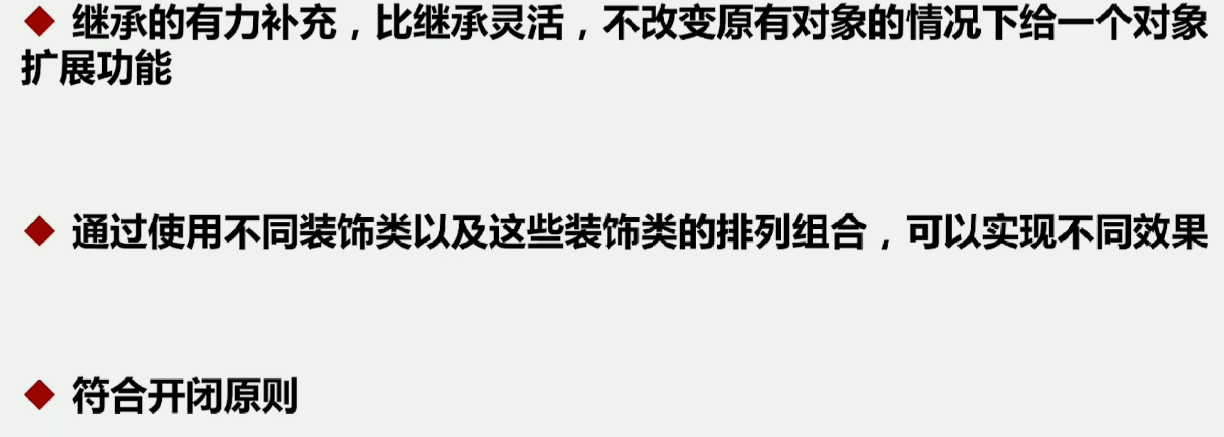 ◆ 继承的有力补充，比继承灵活，不改变原有对象的情况下给一个对象
扩展功能
◆ 通过使用不同装饰类以及这些装饰类的排列组合，可以实现不同效果
◆ 符合开闭原则